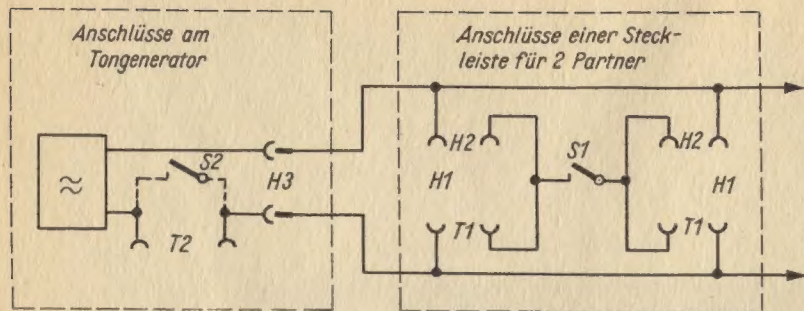 Anschlüsse am
Tongenerator
Anschlüsse einer Steck-
leiste für 2 Partner
≈
S2
H3
T2
H2
S1
H2
H1
H1
T1
T1